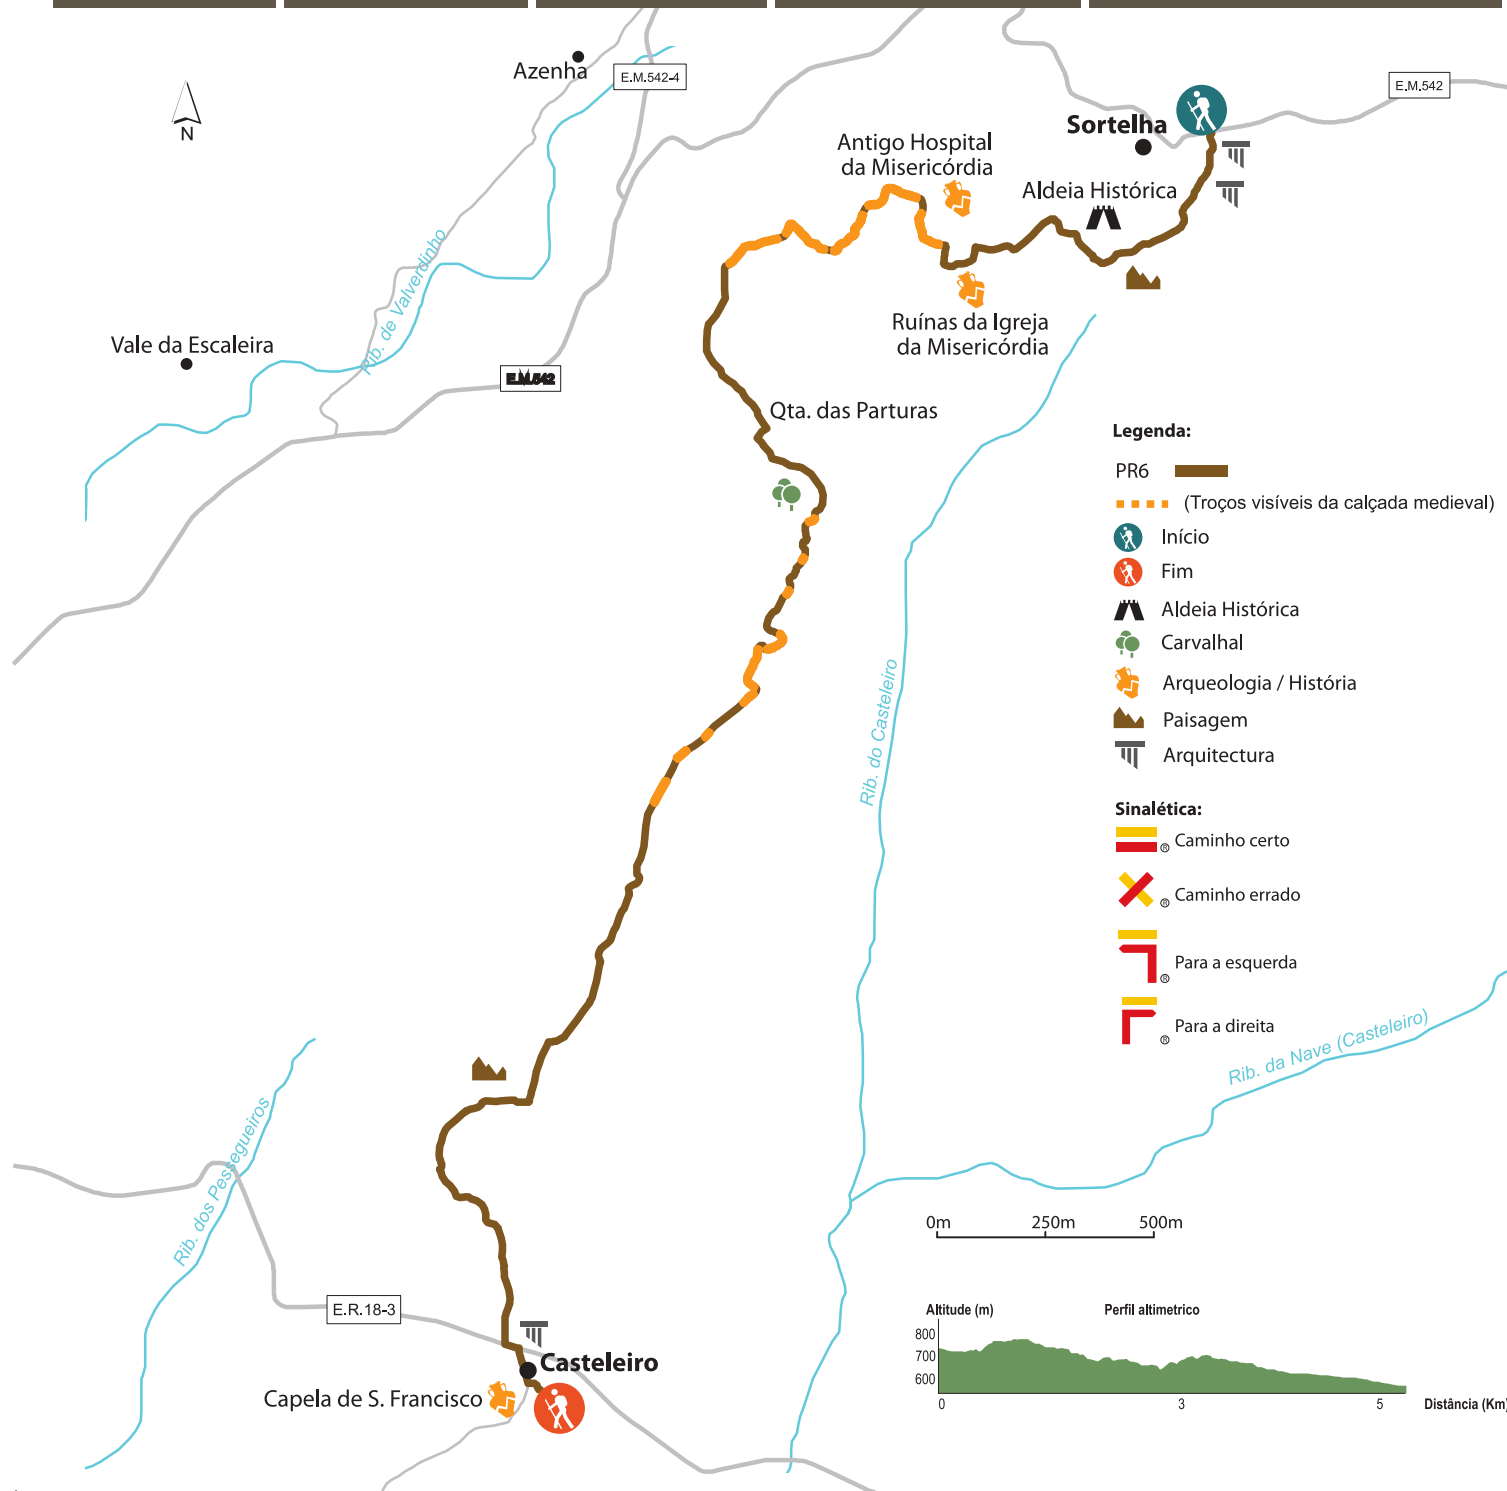 Azenha
E.M.542-4
E.M.542
N
Sortelha
Antigo Hospital
da Misericórdia
Aldeia Histórica
Rib. de Valverdinho
Vale da Escaleira
Ruínas da Igreja
da Misericórdia
E.M.542
Qta. das Parturas
Legenda:
PR6
(Troços visíveis da calçada medieval)
Início
Fim
Aldeia Histórica
Carvalhal
Arqueologia / História
Paisagem
Arquitectura
Rib. do Casteleiro
Sinalética:
® Caminho certo
® Caminho errado
® Para a esquerda
® Para a direita
Rib. da Nave (Casteleiro)
Rib. dos Pessegueiros
0m 250m 500m
E.R.18-3
Altitude (m) Perfil altimetrico
800
700
600
0 3 5 Distância (Km)
Casteleiro
Capela de S. Francisco